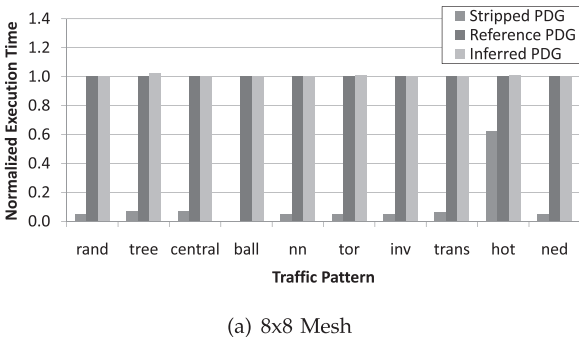 Stripped PDG
Reference PDG
Inferred PDG
Normalized Execution Time
1.4
1.2
1.0
0.8
0.6
0.4
0.2
0.0
rand tree central ball nn tor inv trans hot ned
Traffic Pattern
(a) 8x8 Mesh